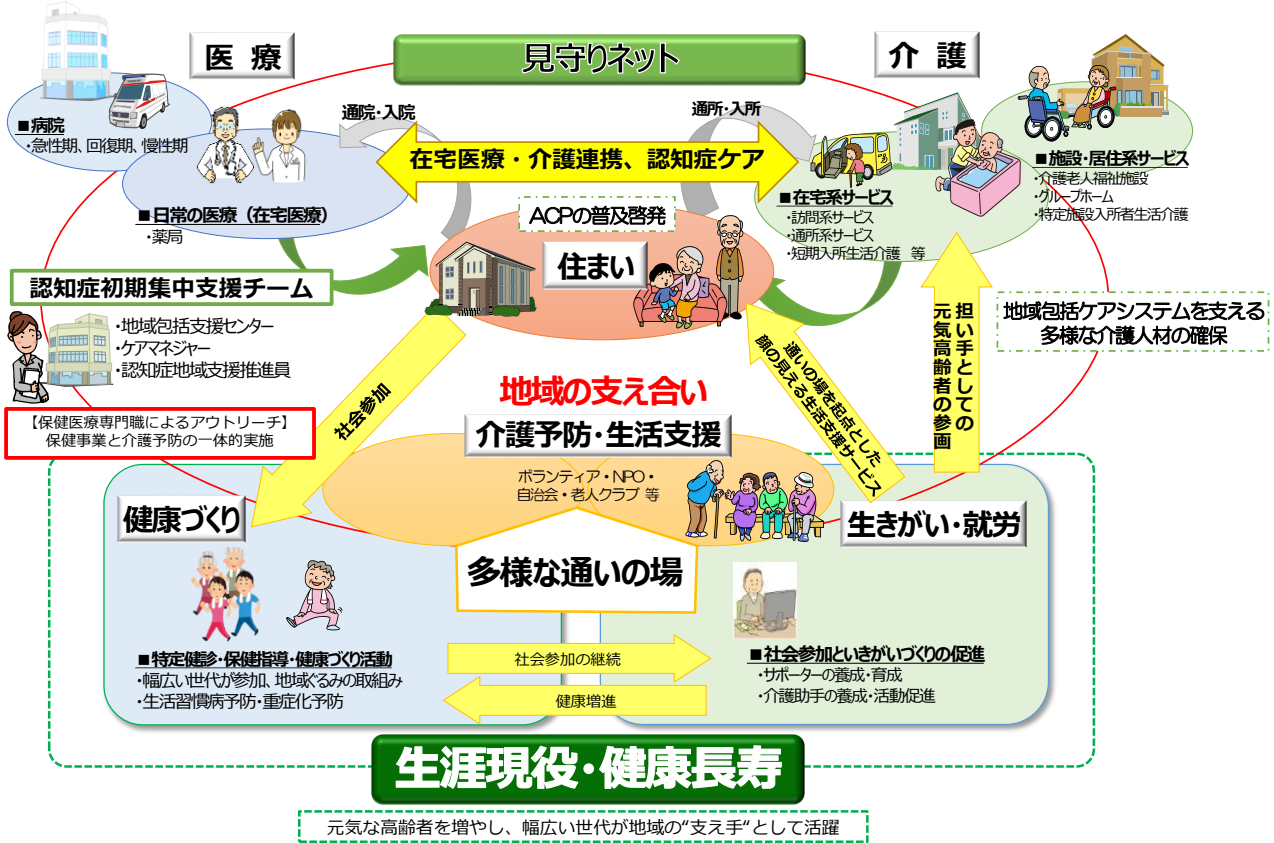 見守りネット
医 療
介 護
■病院
・急性期、回復期、慢性期
通院・入院
通所・入所
在宅医療・介護連携、認知症ケア
■施設・居住系サービス
・介護老人福祉施設
・グループホーム
・特定施設入所者生活介護
■日常の医療（在宅医療）
・薬局
■在宅系サービス
・訪問系サービス
・通所系サービス
・短期入所生活介護 等
ACPの普及啓発
住まい
認知症初期集中支援チーム
・地域包括支援センター
・ケアマネジャー
・認知症地域支援推進員
【保健医療専門職によるアウトリーチ】
保健事業と介護予防の一体的実施
地域包括ケアシステムを支える
多様な介護人材の確保
担い手としての
元気高齢者の参画
通いの場を起点とした
顔の見える生活支援サービス
社会参加
地域の支え合い
介護予防・生活支援
ボランティア・NPO・
自治会・老人クラブ 等
健康づくり
生きがい・就労
多様な通いの場
■特定健診・保健指導・健康づくり活動
・幅広い世代が参加、地域ぐるみの取組み
・生活習慣病予防・重症化予防
社会参加の継続
健康増進
■社会参加といきがいづくりの促進
・サポーターの養成・育成
・介護助手の養成・活動促進
生涯現役・健康長寿
元気な高齢者を増やし、幅広い世代が地域の“支え手“として活躍